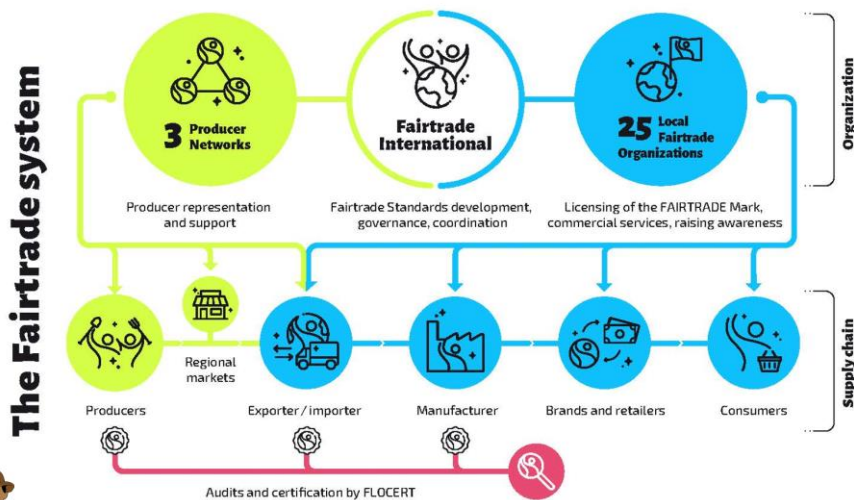 The Fairtrade system
3 Producer
Networks
Fairtrade
International
25 Local
Fairtrade
Organizations
Organization
Producer representation
and support
Fairtrade Standards development,
governance, coordination
Licensing of the FAIRTRADE Mark,
commercial services, raising awareness
Regional
markets
Producers
Exporter / importer
Manufacturer
Brands and retailers
Consumers
Supply chain
Audits and certification by FLOCERT